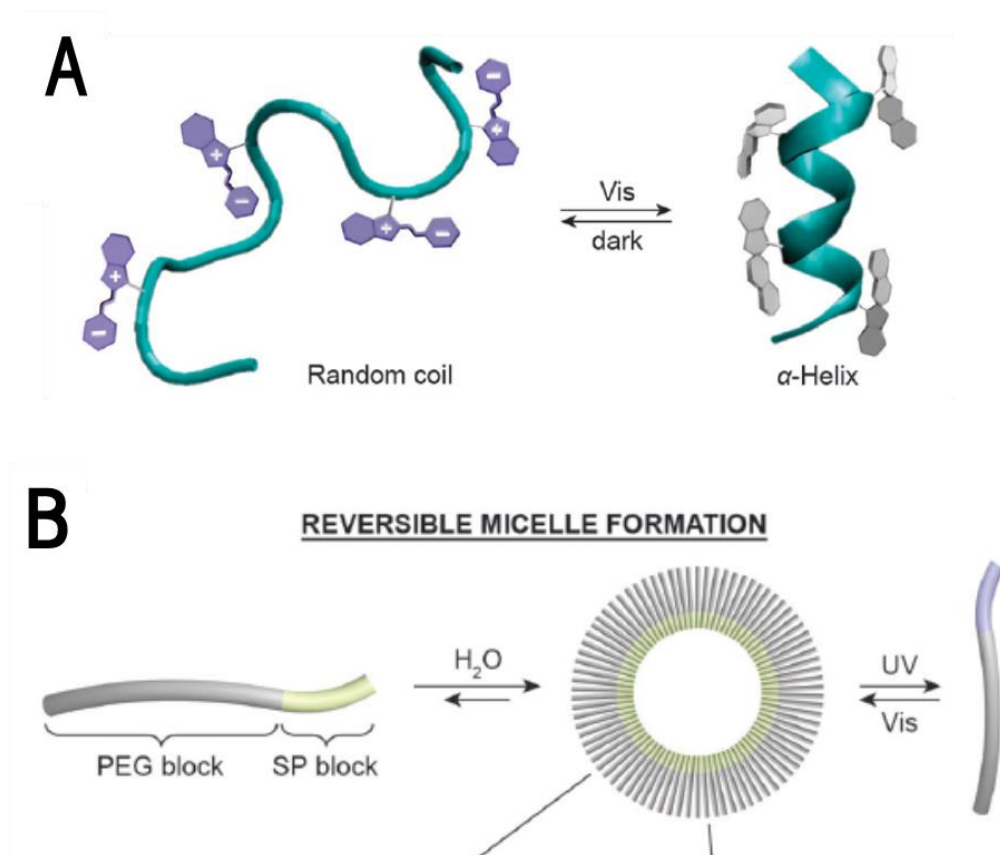 A
Vis
dark
Random coil
α-Helix
B
REVERSIBLE MICELLE FORMATION
H₂O
UV
Vis
PEG block
SP block